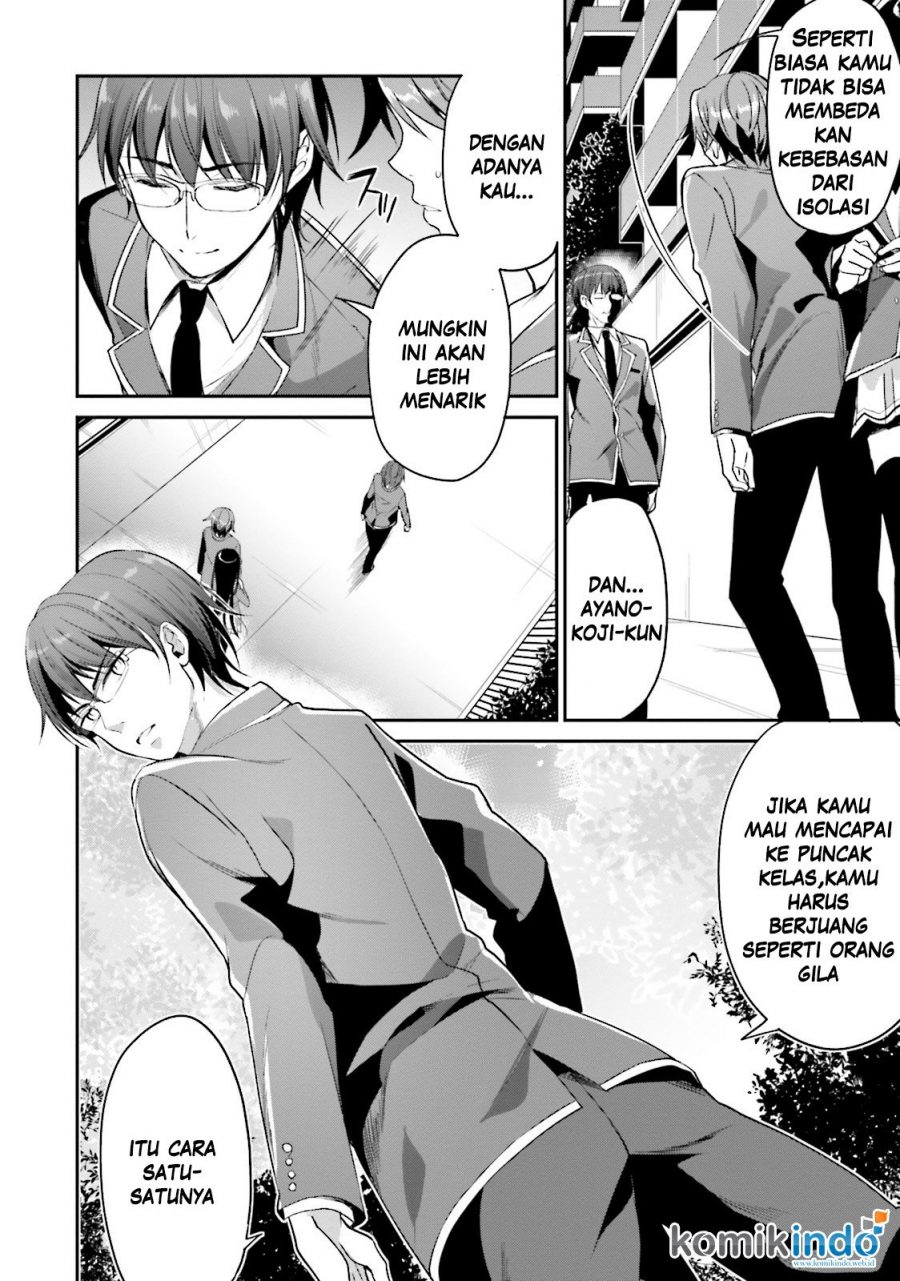 SEPERTI
BIASA KAMU
TIDAK BISA
MEMBEDA
KAN
KEBEBASAN
DARI
ISOLASI
DAN...
AYANO-
KOJI-KUN
DENGAN
ADANYA
KAU...
MUNGKIN
INI AKAN
LEBIH
MENARIK
JIKA KAMU
MAU MENCAPAI
KE PUNCAK
KELAS,KAMU
HARUS
BERJUANG
SEPERTI ORANG
GILA
ITU CARA
SATU-
SATUNYA
komikindo
www.komikindo.web.id